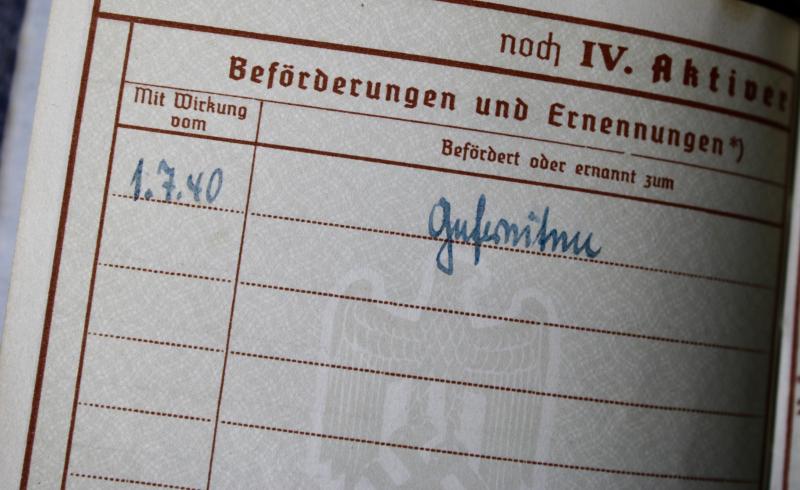 noch IV. Aktiver
Beförderungen und Ernennungen*)
Mit Wirkung
vom
Befördert oder ernannt zum
1.7.40
Gefreiten